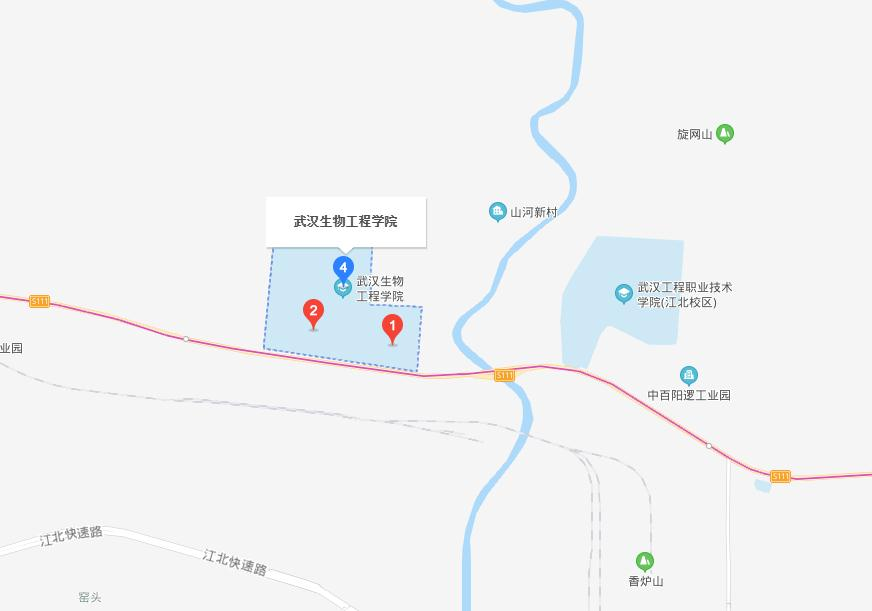 旋网山
山河新村
武汉生物工程学院
4
武汉生物
工程学院
武汉工程职业技术
学院(江北校区)
S111
2
1
业园
S111
中百阳逻工业园
S111
江北快速路
江北快速路
香炉山
窑头